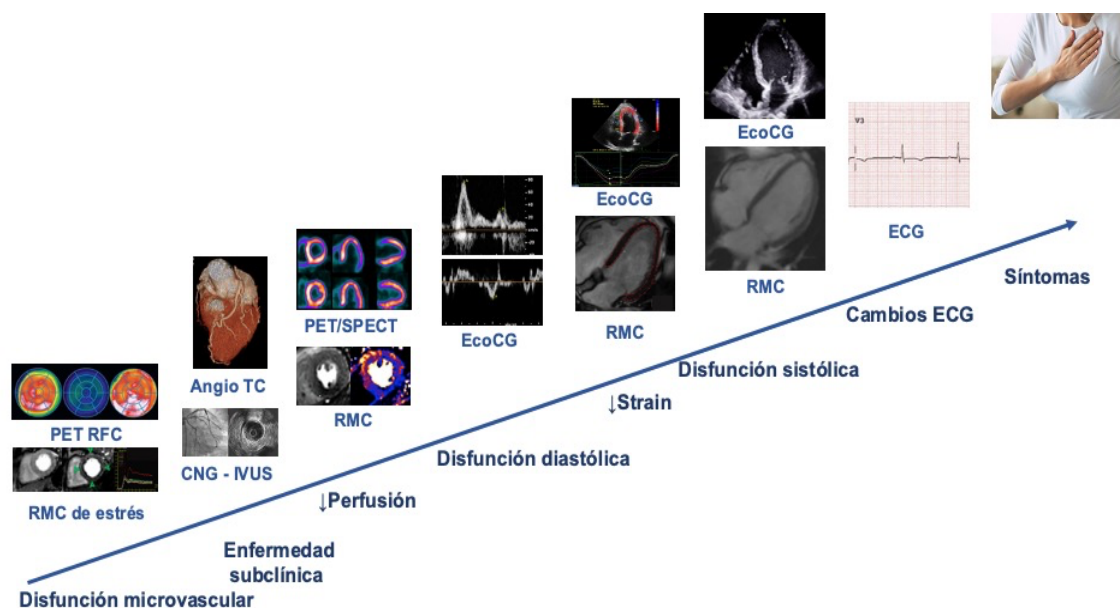 EcoCG
V3
EcoCG
ECG
RMC
PET/SPECT
EcoCG
RMC
Angio TC
RMC
PET RFC
CNG - IVUS
RMC de estrés
Síntomas
Cambios ECG
Disfunción sistólica
↓Strain
Disfunción diastólica
↓Perfusión
Enfermedad
subclínica
Disfunción microvascular